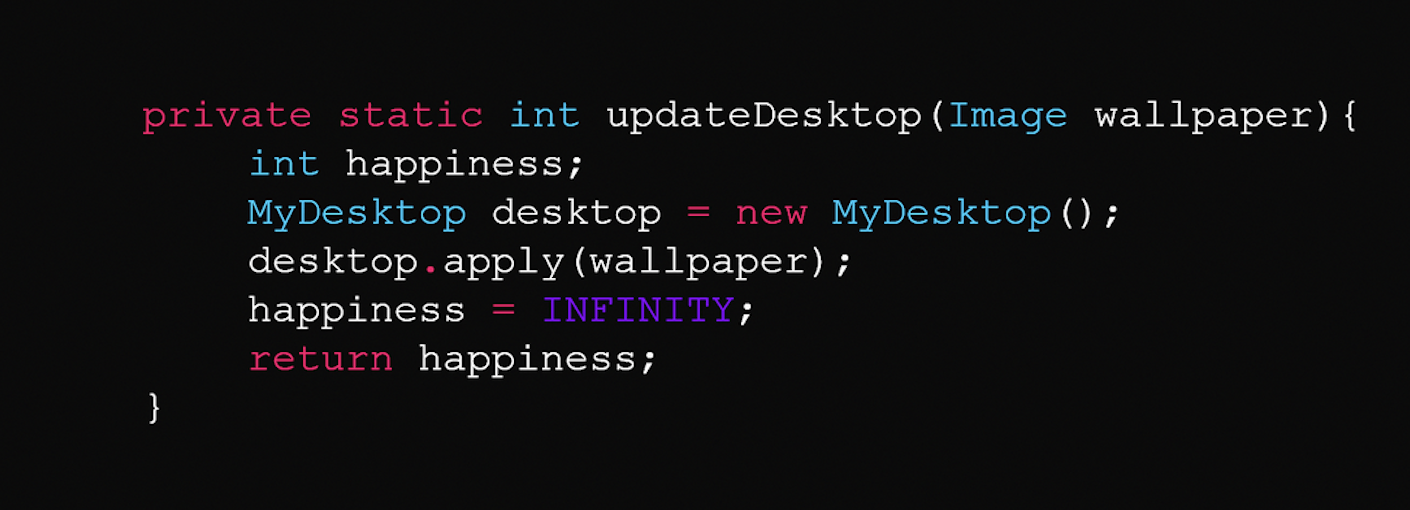 private static int updateDesktop(Image wallpaper){
int happiness;
MyDesktop desktop = new MyDesktop();
desktop.apply(wallpaper);
happiness = INFINITY;
return happiness;
}